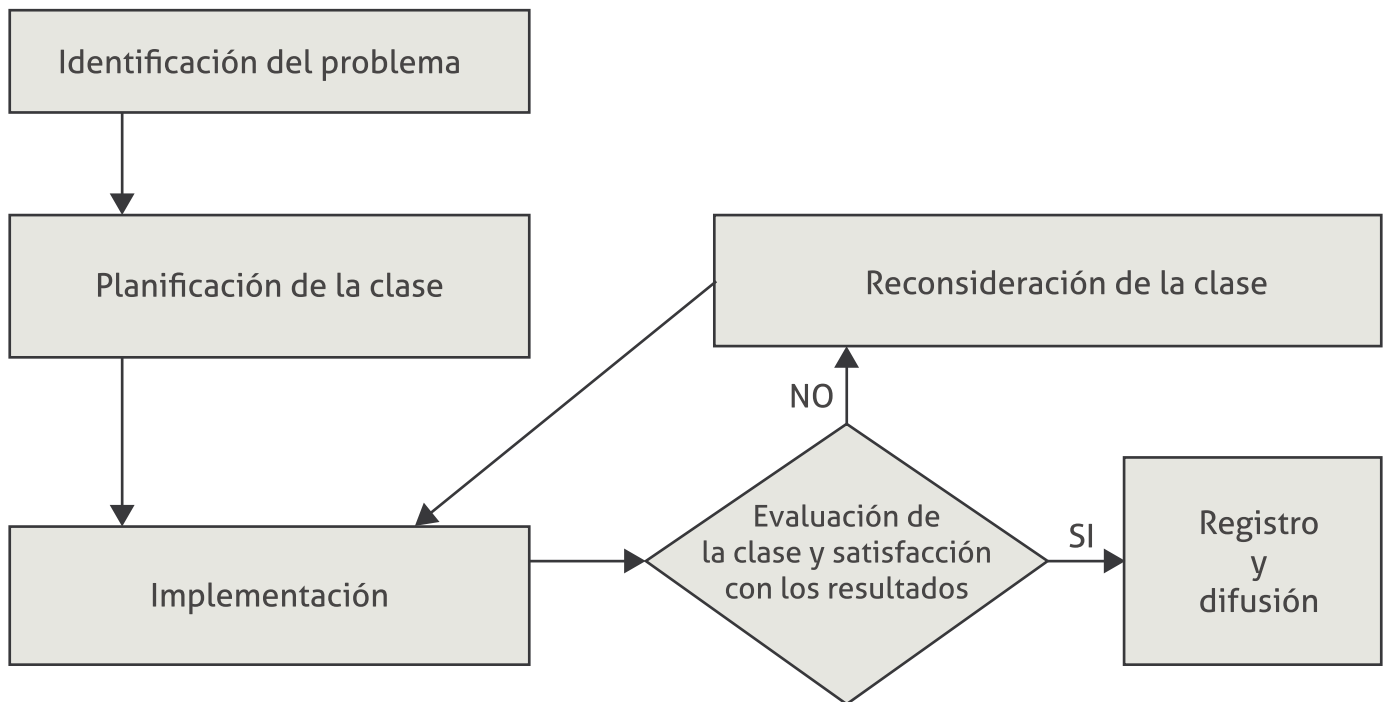 Identificación del problema
Planificación de la clase
Reconsideración de la clase
NO
Evaluación de
la clase y satisfacción
con los resultados
SI
Registro
y
difusión
Implementación